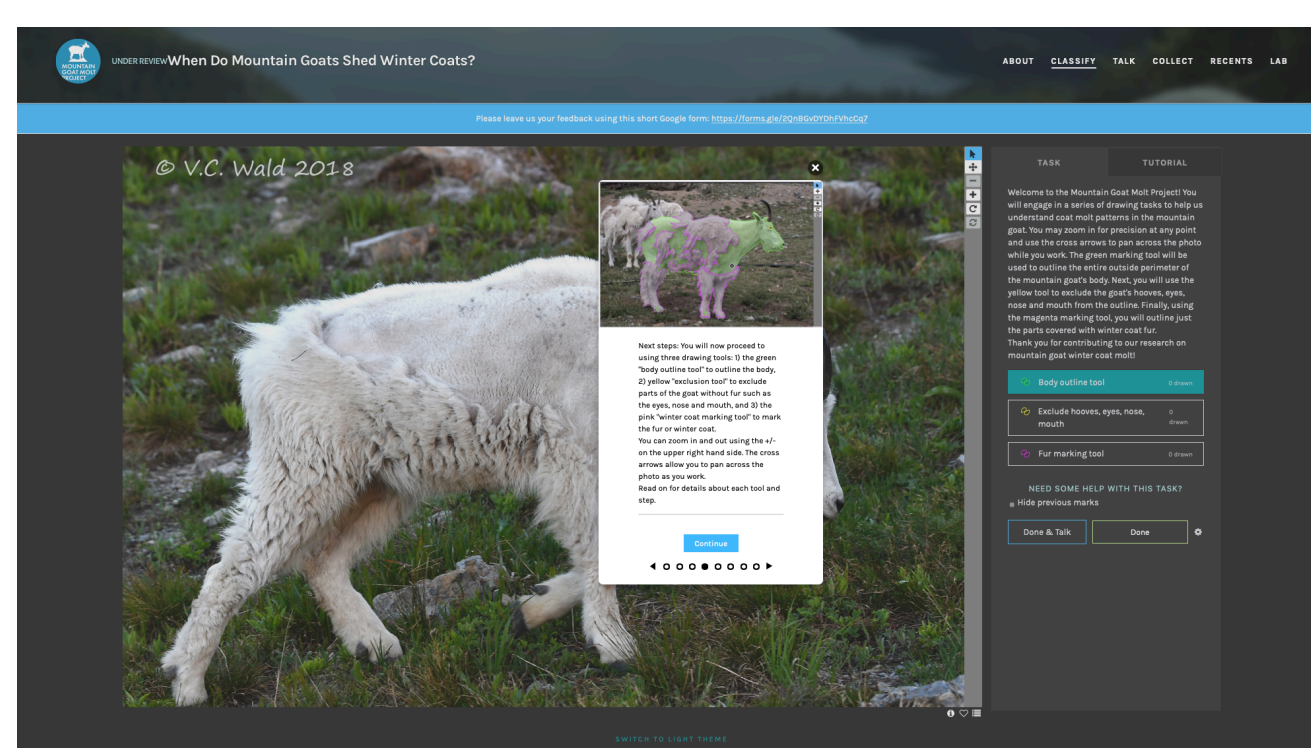 MOUNTAIN
GOAT MOLT
PROJECT
UNDER REVIEW When Do Mountain Goats Shed Winter Coats?
ABOUT CLASSIFY TALK COLLECT RECENTS LAB
Please leave us your feedback using this short Google form: https://forms.gle/2QnBGvDYDhFVhcCq7
© V.C. Wald 2018
Next steps: You will now proceed to
using three drawing tools: 1) the green
"body outline tool" to outline the body,
2) yellow "exclusion tool" to exclude
parts of the goat without fur such as
the eyes, nose and mouth, and 3) the
pink "winter coat marking tool" to mark
the fur or winter coat.
You can zoom in and out using the +/-
on the upper right hand side. The cross
arrows allow you to pan across the
photo as you work.
Read on for details about each tool and
step.
Continue
TASK TUTORIAL
Welcome to the Mountain Goat Molt Project! You
will engage in a series of drawing tasks to help us
understand coat molt patterns in the mountain
goat. You may zoom in for precision at any point
and use the cross arrows to pan across the photo
while you work. The green marking tool will be
used to outline the entire outside perimeter of
the mountain goat's body. Next, you will use the
yellow tool to exclude the goat's hooves, eyes,
nose and mouth from the outline. Finally, using
the magenta marking tool, you will outline just
the parts covered with winter coat fur.
Thank you for contributing to our research on
mountain goat winter coat molt!
Body outline tool 0 drawn
Exclude hooves, eyes, nose, 0
mouth drawn
Fur marking tool 0 drawn
NEED SOME HELP WITH THIS TASK?
Hide previous marks
Done & Talk Done
SWITCH TO LIGHT THEME